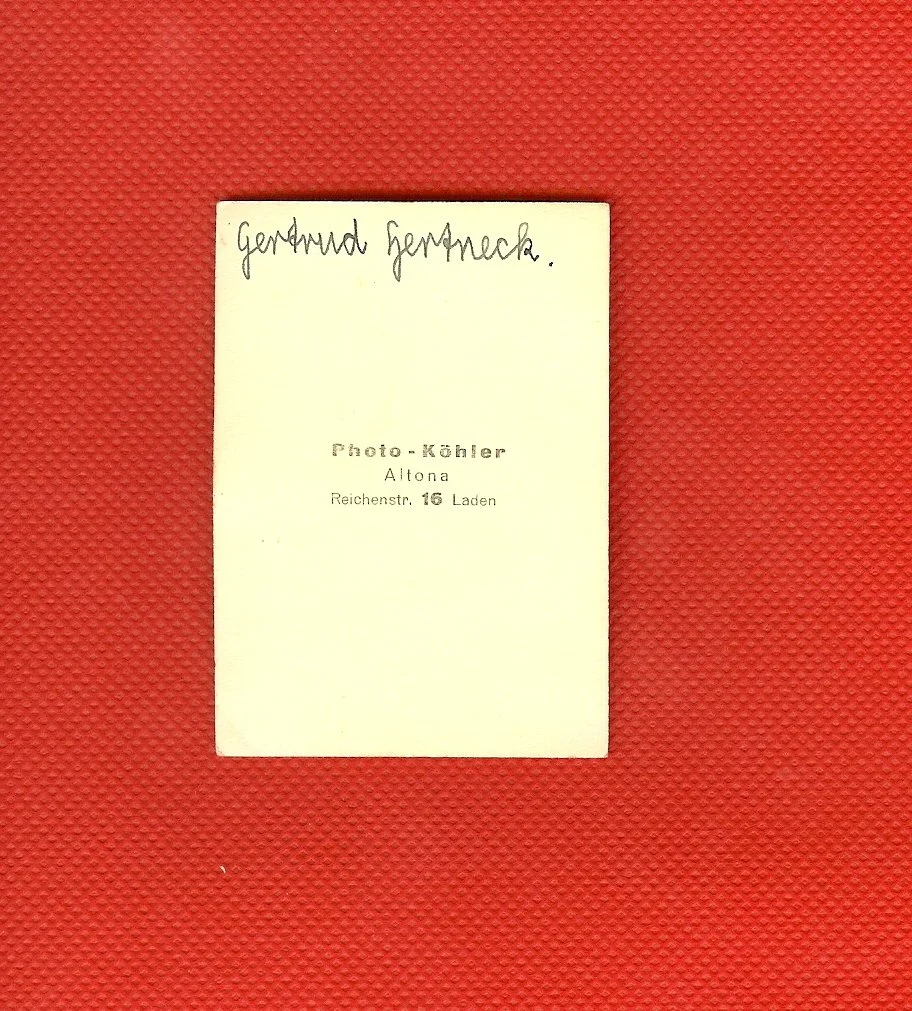 Gertrud Gertneck.
Photo - Köhler
Altona
Reichenstr. 16 Laden